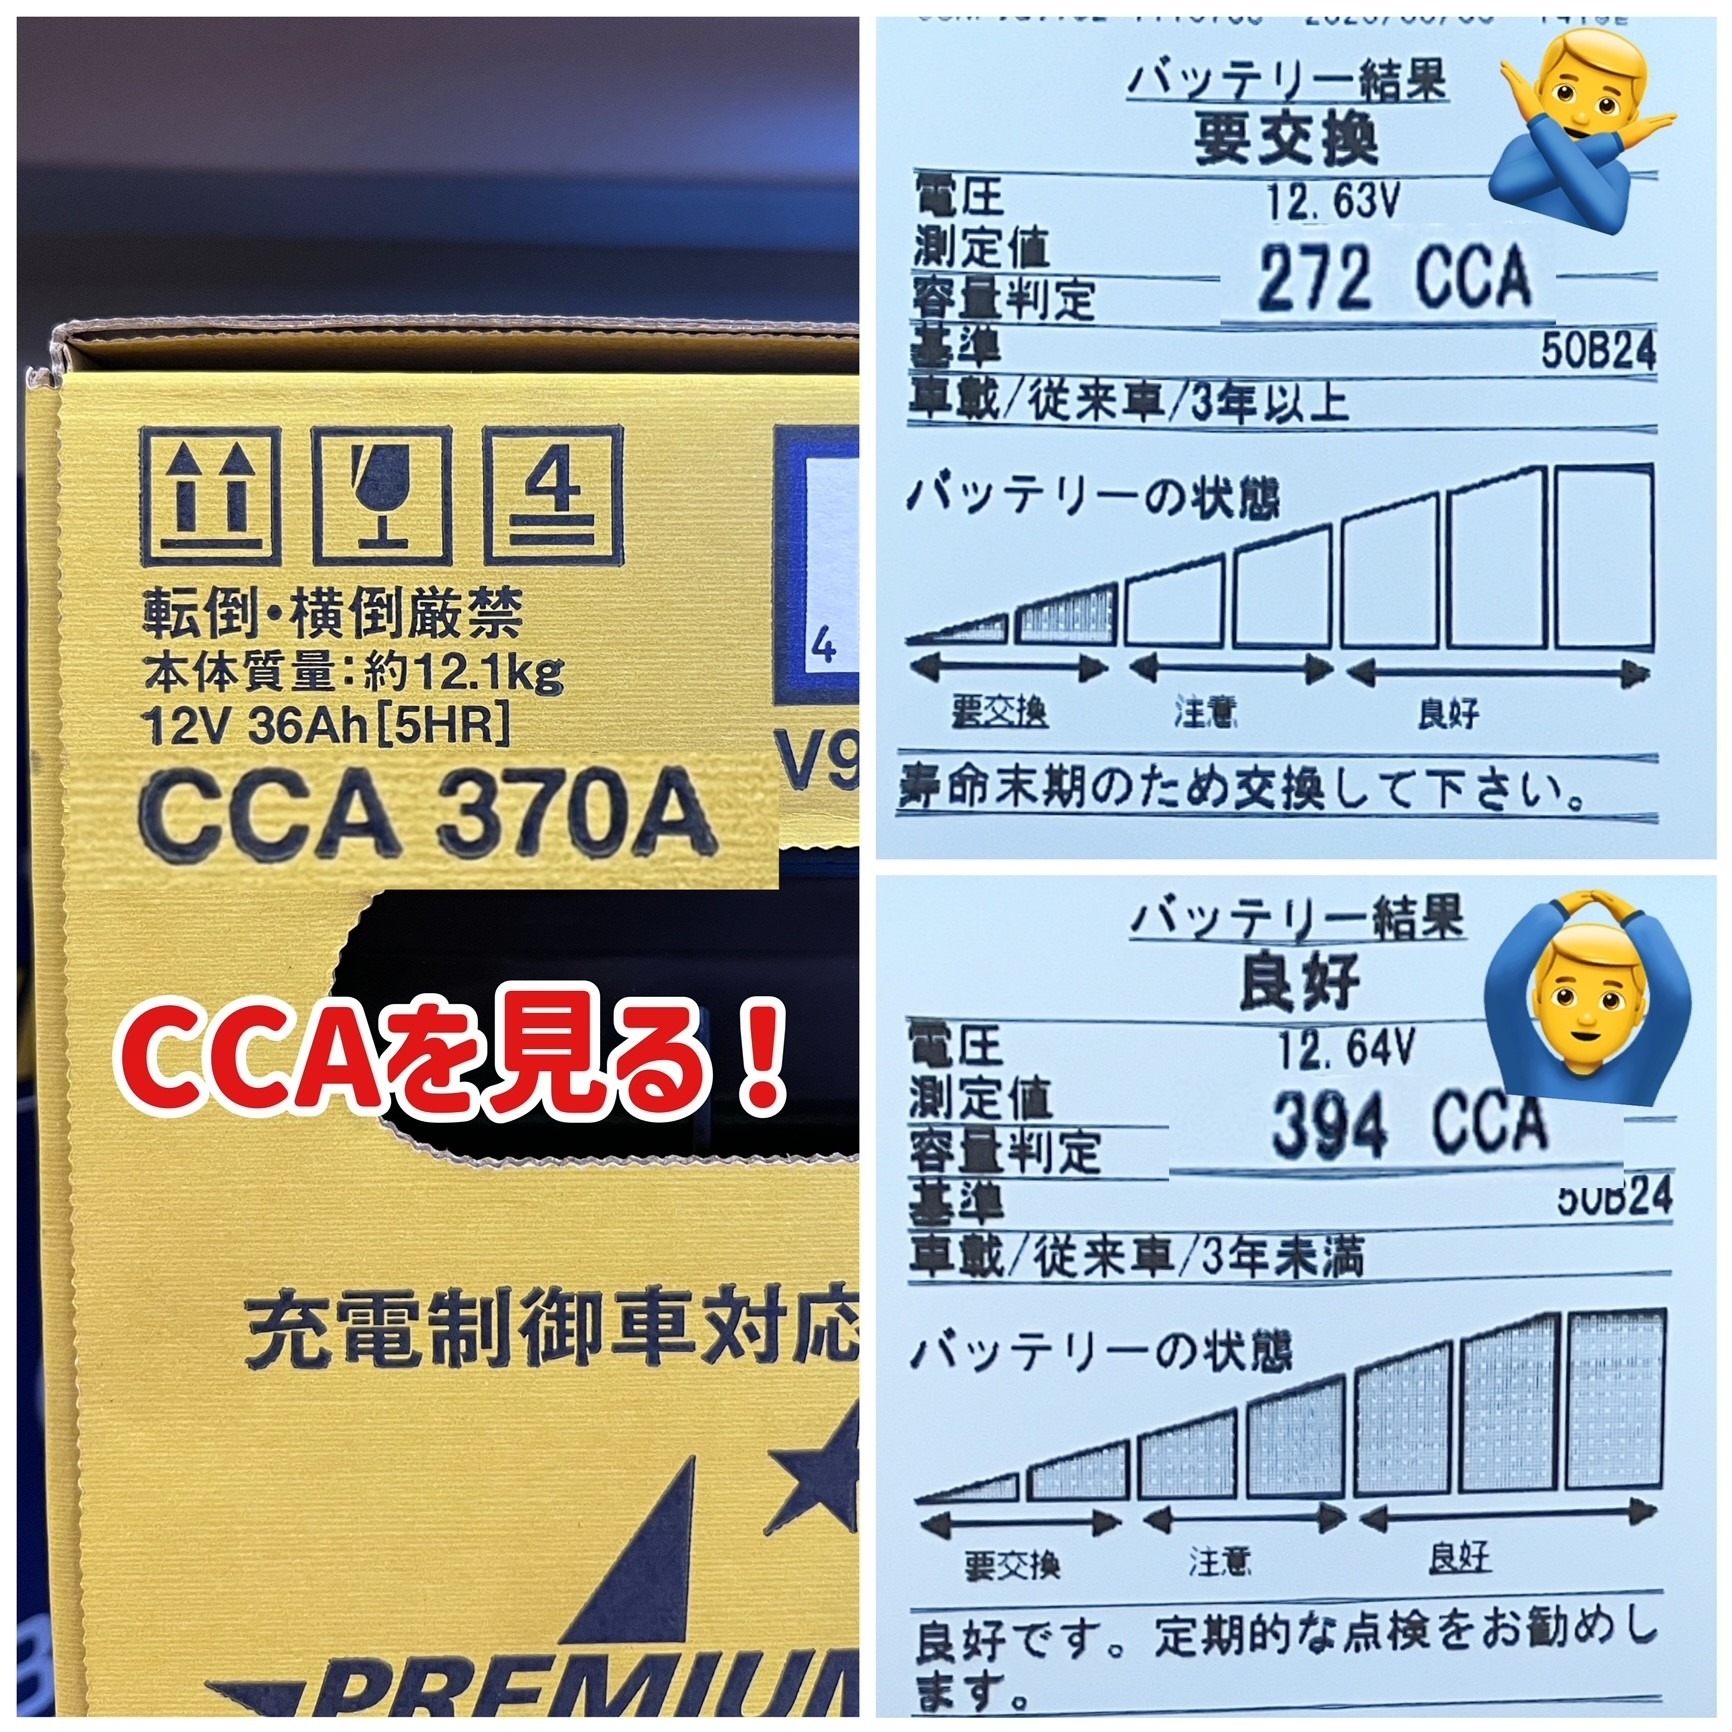 4
転倒・横倒厳禁
本体質量：約12.1kg
12V 36Ah[5HR]
CCA 370A
4
V9
CCAを見る！
充電制御車対応
PREMIUM
バッテリー結果
要交換
電圧 12.63V
測定値 272 CCA
容量判定
基準 50B24
車載/従来車/3年以上
バッテリーの状態
要交換 注意 良好
寿命末期のため交換して下さい。
バッテリー結果
良好
電圧 12.64V
測定値 394 CCA
容量判定
基準 50B24
車載/従来車/3年未満
バッテリーの状態
要交換 注意 良好
良好です。定期的な点検をお勧めし
ます。